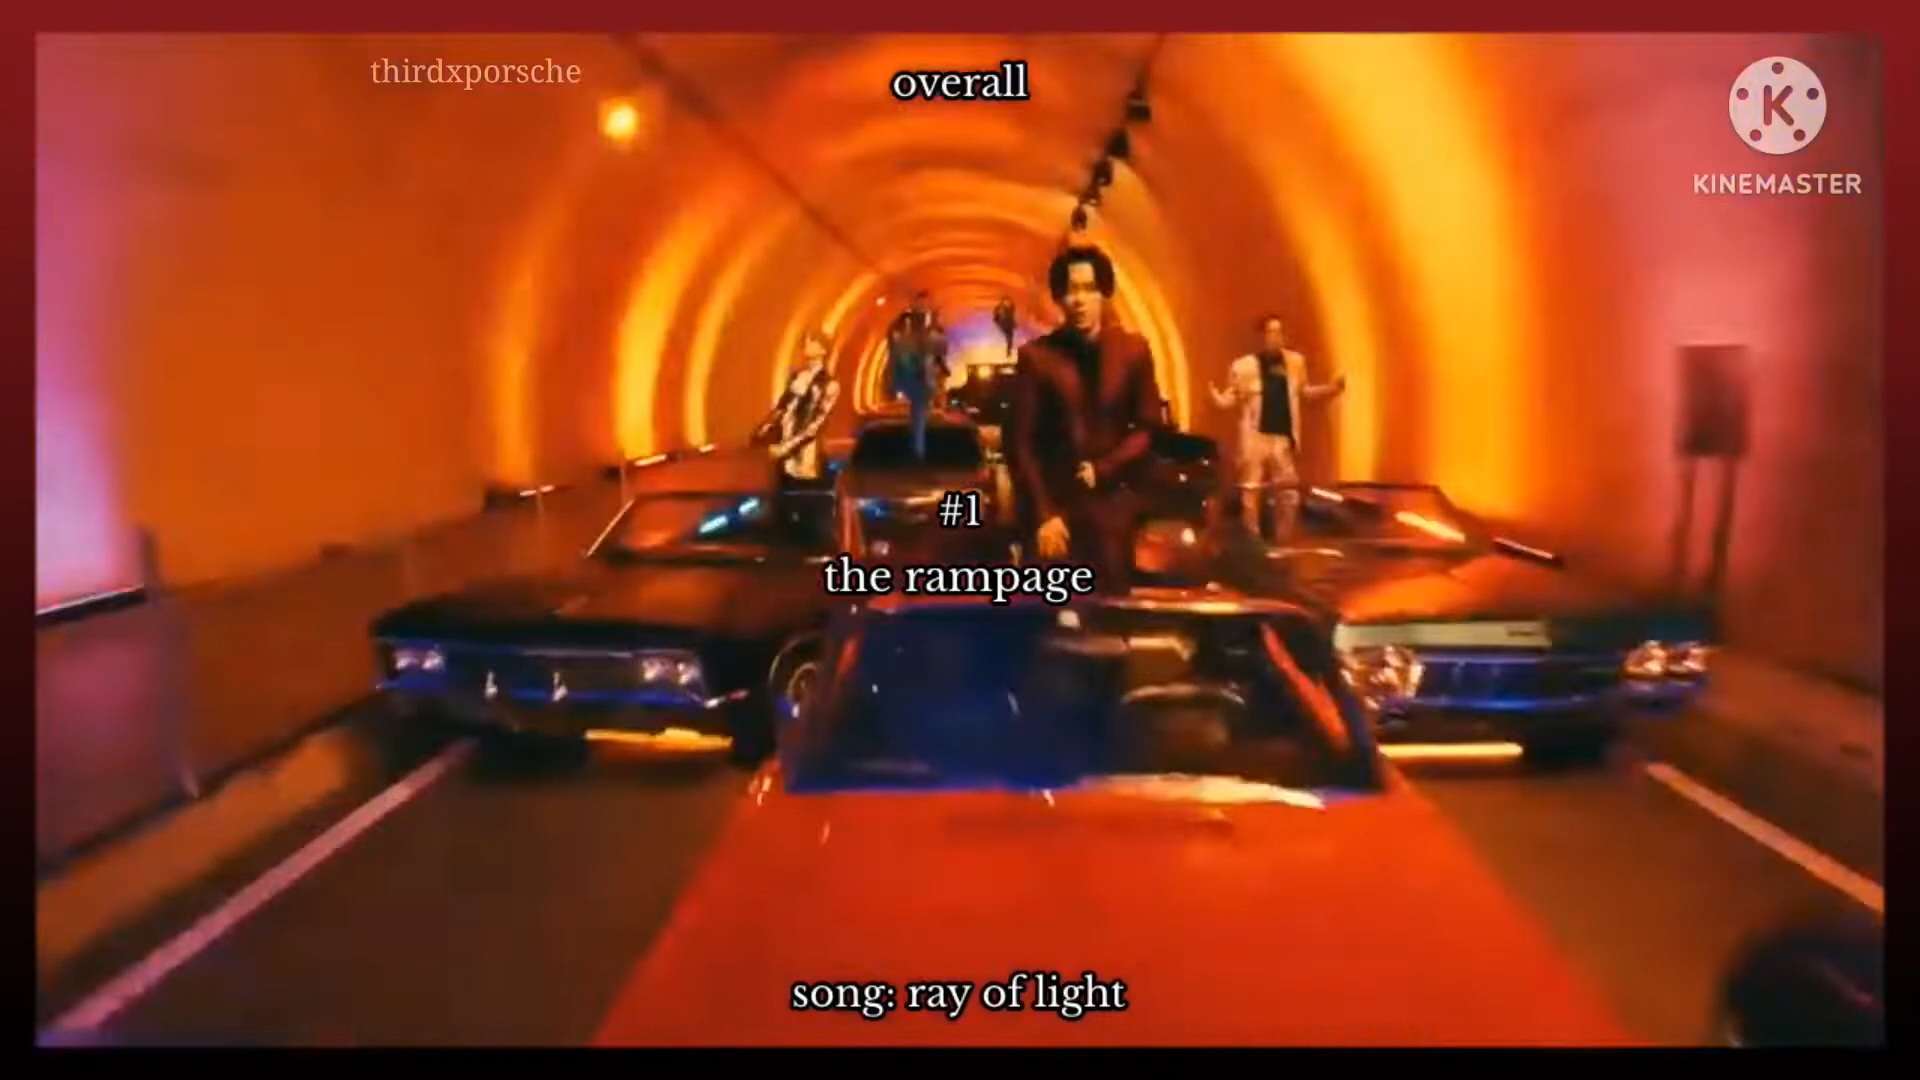 thirdxporsche
overall
K
KINEMASTER
#1
the rampage
song: ray of light